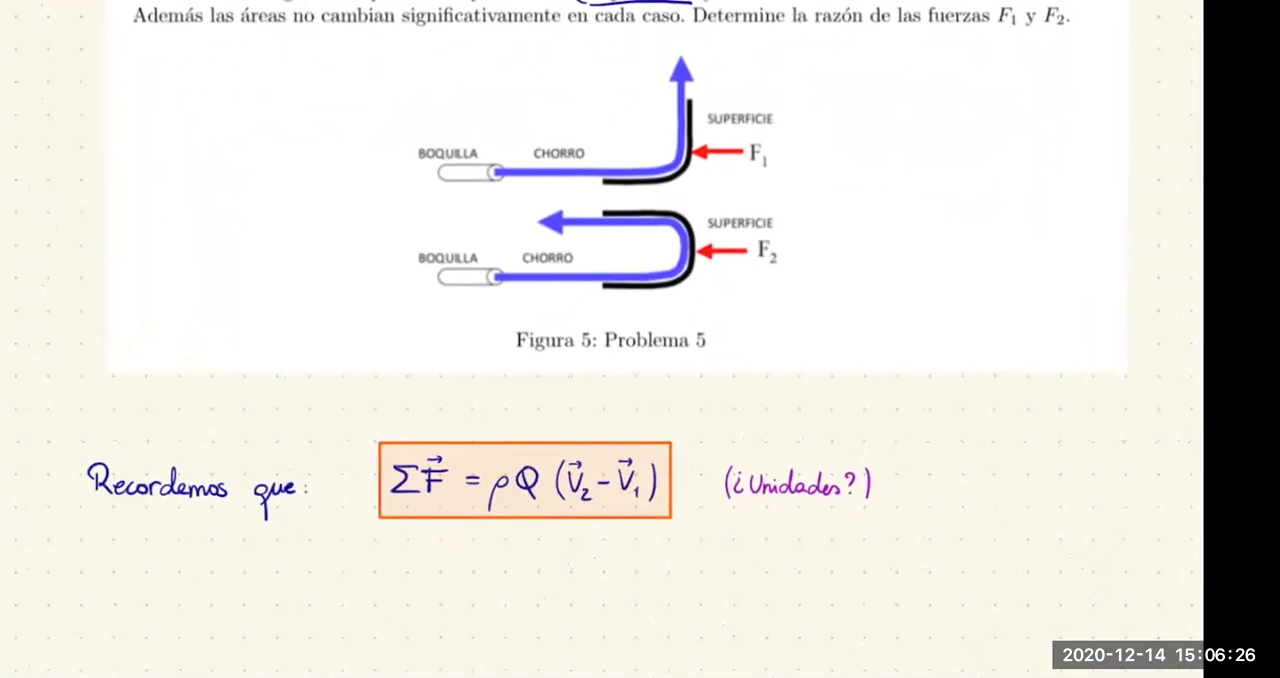 Además las áreas no cambian significativamente en cada caso. Determine la razón de las fuerzas F₁ y F₂.
SUPERFICIE
BOQUILLA CHORRO F₁
SUPERFICIE
BOQUILLA CHORRO F₂
Figura 5: Problema 5
Recordemos que: ΣF⃗ = ρQ (V⃗₂ - V⃗₁) (¿Unidades?)
2020-12-14 15:06:26